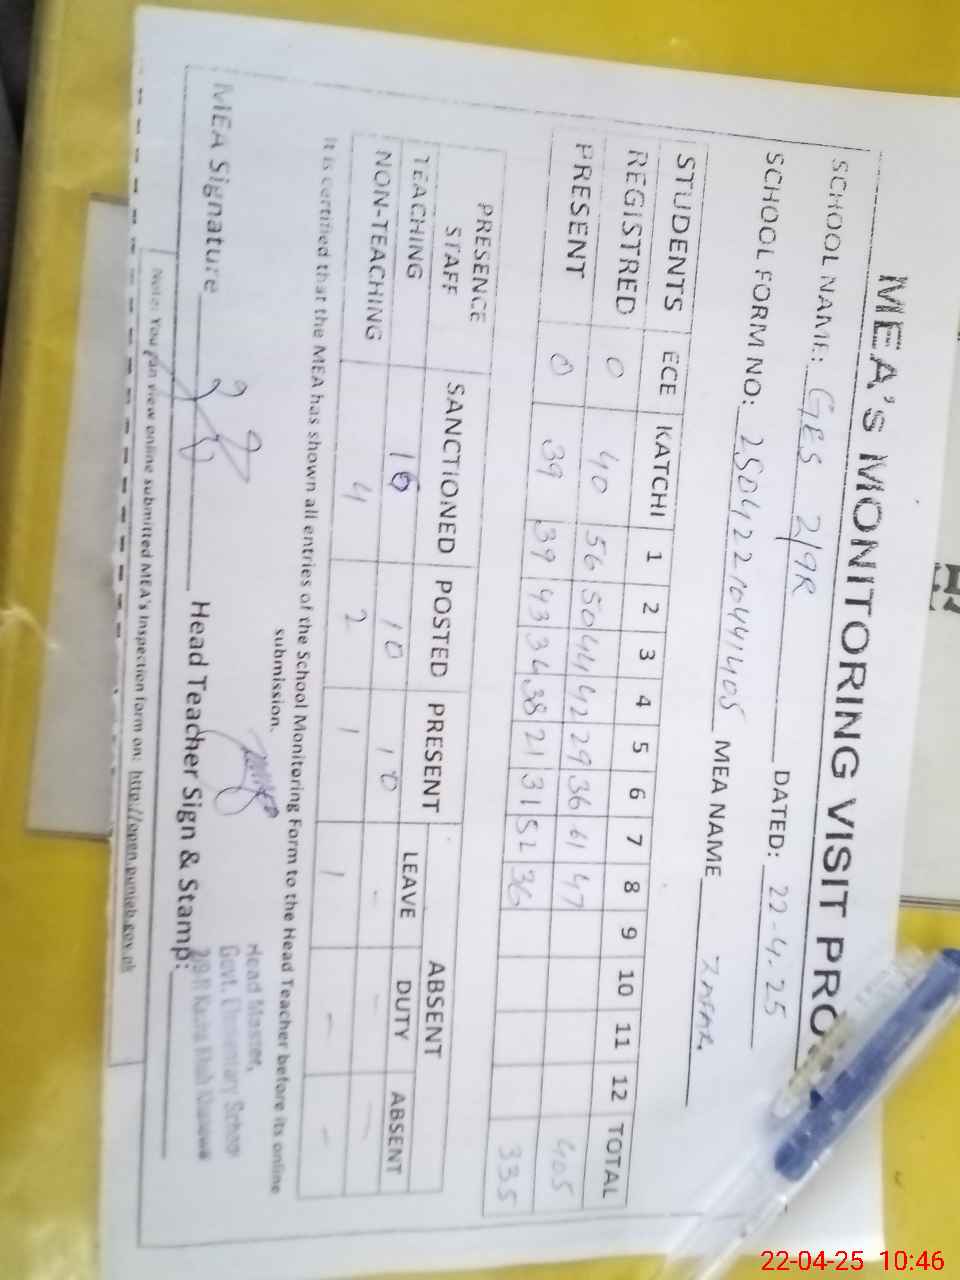 MEA'S MONITORING VISIT PRO
SCHOOL NAME: GES 2/9R DATED: 22-4-25
SCHOOL FORM NO: 2504221044 1405 MEA NAME ZAFAR.
STUDENTS ECE KATCHI 1 2 3 4 5 6 7 8 9 10 11 12 TOTAL
REGISTRED 0 40 56 50 44 42 29 36 61 47 405
PRESENT 0 39 39 43 34 38 21 31 52 36 335
PRESENCE STAFF SANCTIONED POSTED PRESENT ABSENT
LEAVE DUTY ABSENT
TEACHING 16 10 10 - - -
NON-TEACHING 4 2 1 1 - -
It is certified that the MEA has shown all entries of the School Monitoring Form to the Head Teacher before its online
submission.
MEA Signature Head Teacher Sign & Stamp:
Head Master,
Govt. Elementary School
Note: You can view online submitted MEA's Inspection form on: http://open.punjab.gov.pk
22-04-25 10:46